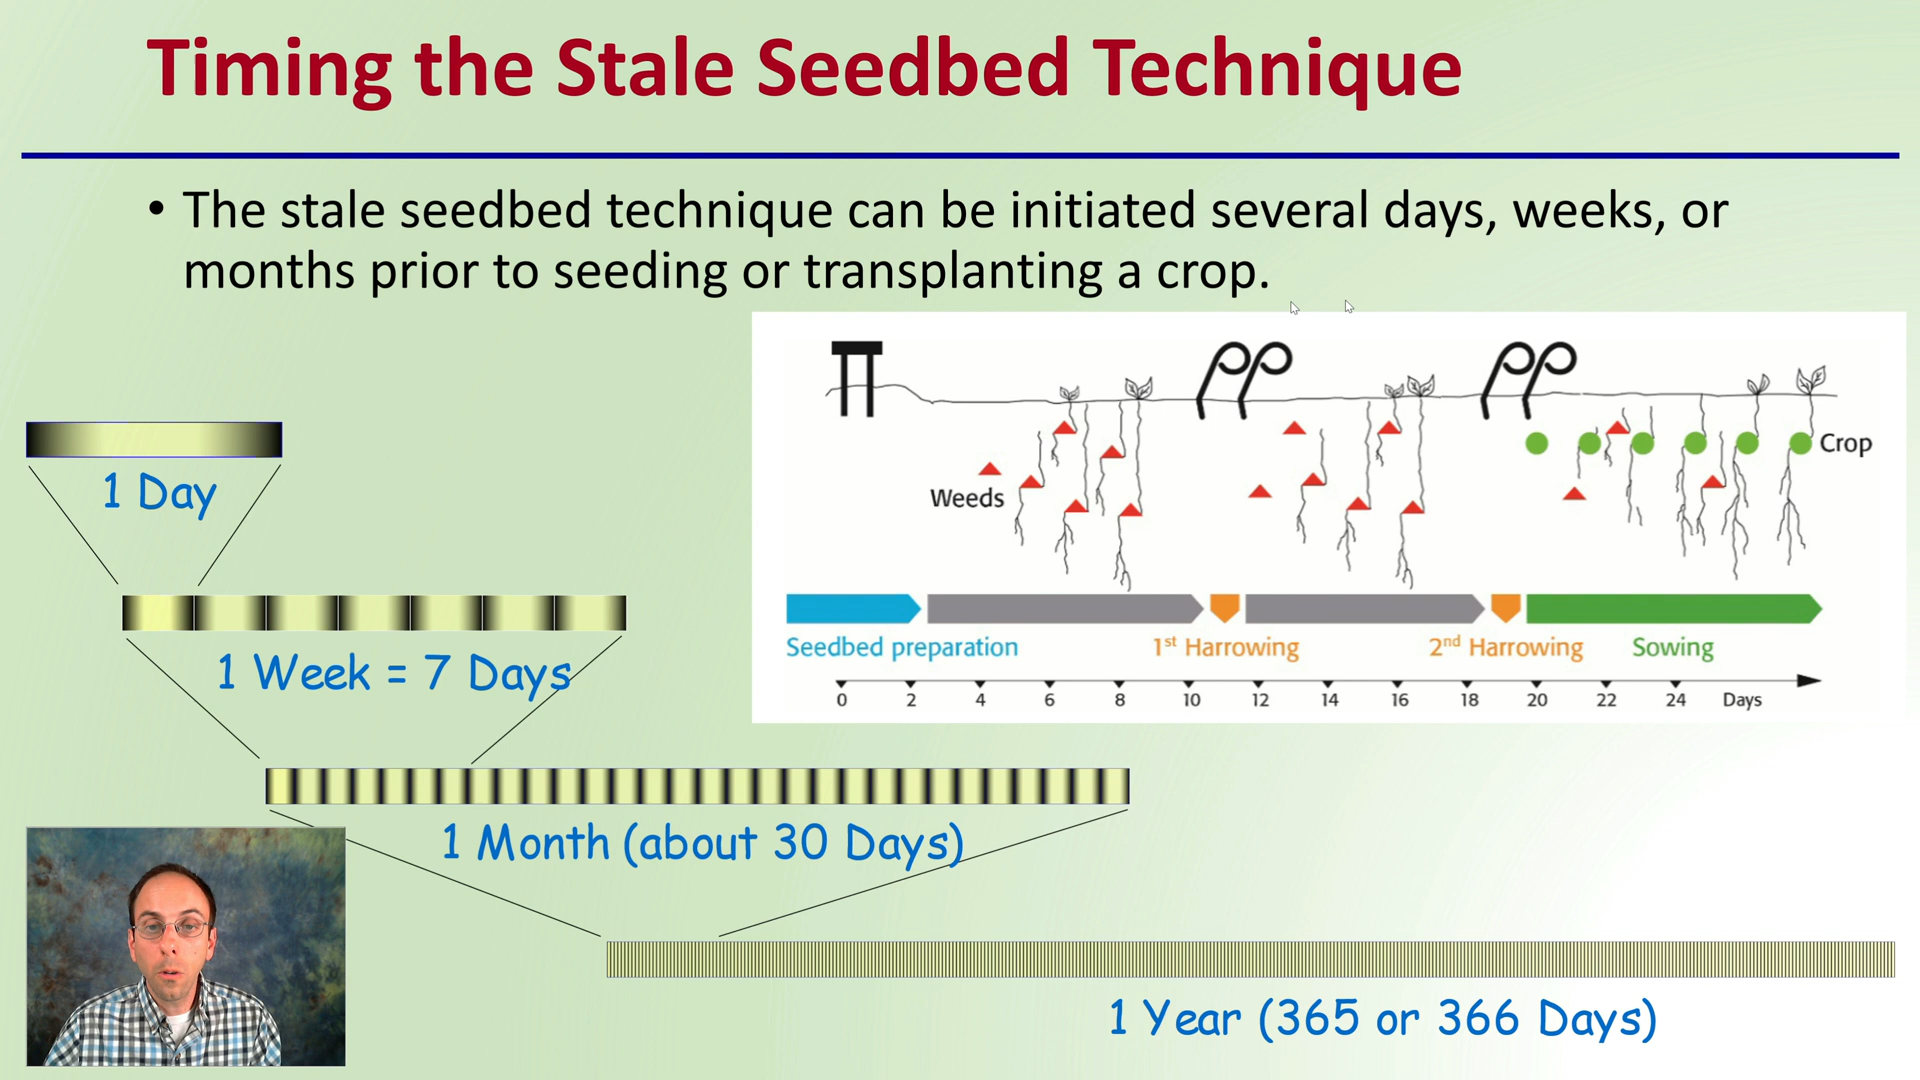 Timing the Stale Seedbed Technique
• The stale seedbed technique can be initiated several days, weeks, or
months prior to seeding or transplanting a crop.
1 Day
1 Week = 7 Days
1 Month (about 30 Days)
1 Year (365 or 366 Days)
Weeds
Crop
Seedbed preparation 1st Harrowing 2nd Harrowing Sowing
0 2 4 6 8 10 12 14 16 18 20 22 24 Days